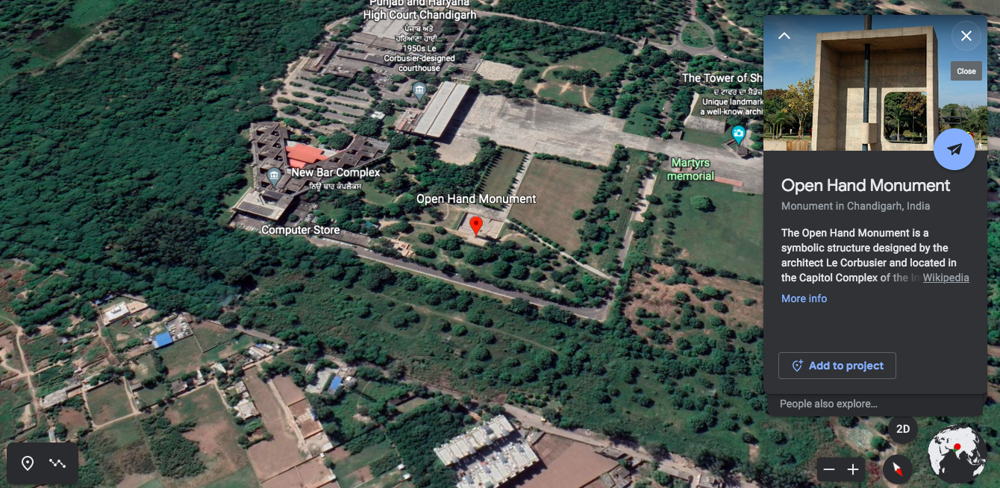 Punjab and Haryana
High Court Chandigarh
ਪੰਜਾਬ ਅਤੇ
ਹਰਿਆਣਾ ਹਾਈ...
1950s Le
Corbusier-designed
courthouse
The Tower of Sh
ਦ ਟਾਵਰ ਦਾ ਸ਼ੈਡੋਜ਼
Unique landmark
a well-know archi
New Bar Complex
ਨਿਊ ਬਾਰ ਕੰਪਲੈਕਸ
Martyrs
memorial
Open Hand Monument
Computer Store
Close
Open Hand Monument
Monument in Chandigarh, India
The Open Hand Monument is a
symbolic structure designed by the
architect Le Corbusier and located in
the Capitol Complex of the In Wikipedia
More info
Add to project
People also explore...
2D